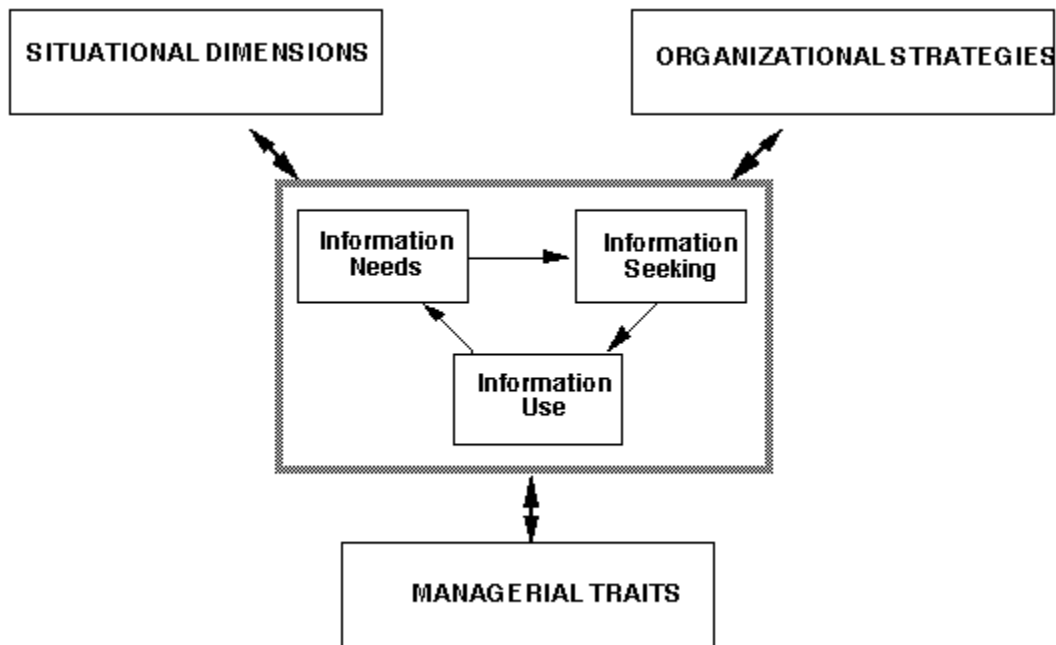 SITUATIONAL DIMENSIONS
ORGANIZATIONAL STRATEGIES
Information
Needs
Information
Seeking
Information
Use
MANAGERIAL TRAITS